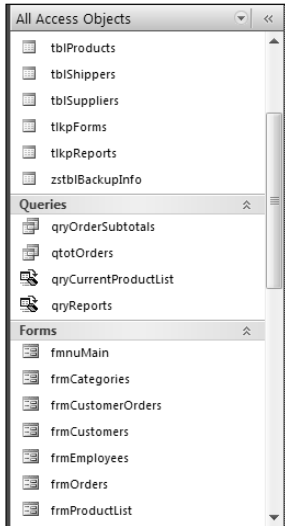 All Access Objects
tblProducts
tblShippers
tblSuppliers
tlkpForms
tlkpReports
zstblBackupInfo
Queries
qryOrderSubtotals
qtotOrders
qryCurrentProductList
qryReports
Forms
fmnuMain
frmCategories
frmCustomerOrders
frmCustomers
frmEmployees
frmOrders
frmProductList